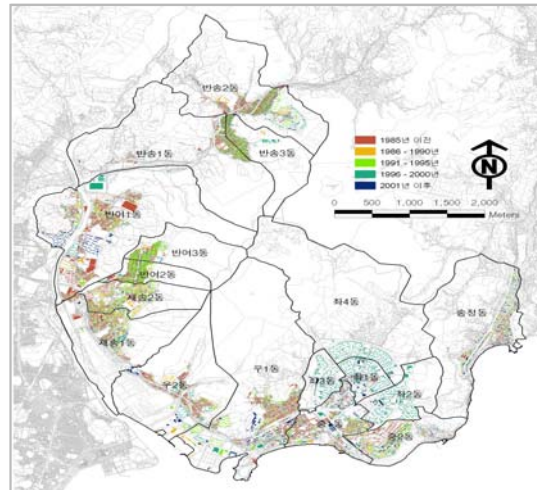 반송2동
반송1동
반송3동
1985년 이전
1986 - 1990년
1991 - 1995년
1996 - 2000년
2001년 이후
N
0 500 1,000 1,500 2,000
Meters
반여1동
반여3동
반여2동
재송2동
재송1동
좌4동
송정동
우2동
우1동
좌3동
좌1동
좌2동
중2동